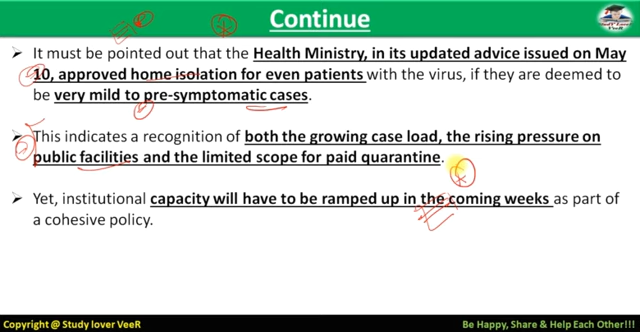 Continue
StuDY LoveR
VeeR
It must be pointed out that the Health Ministry, in its updated advice issued on May
10, approved home isolation for even patients with the virus, if they are deemed to
be very mild to pre-symptomatic cases.
This indicates a recognition of both the growing case load, the rising pressure on
public facilities and the limited scope for paid quarantine.
Yet, institutional capacity will have to be ramped up in the coming weeks as part of
a cohesive policy.
Copyright @ Study lover VeeR
Be Happy, Share & Help Each Other!!!